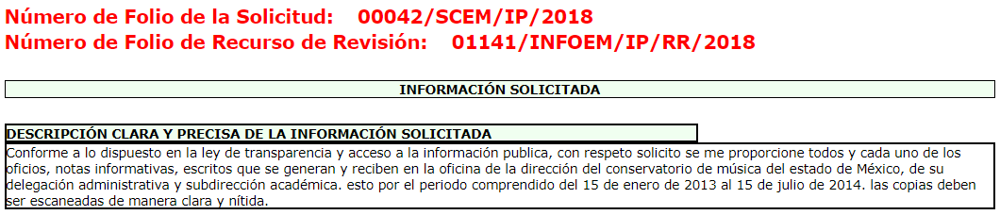 Número de Folio de la Solicitud: 00042/SCEM/IP/2018
Número de Folio de Recurso de Revisión: 01141/INFOEM/IP/RR/2018
INFORMACIÓN SOLICITADA
DESCRIPCIÓN CLARA Y PRECISA DE LA INFORMACIÓN SOLICITADA
Conforme a lo dispuesto en la ley de transparencia y acceso a la información publica, con respeto solicito se me proporcione todos y cada uno de los
oficios, notas informativas, escritos que se generan y reciben en la oficina de la dirección del conservatorio de música del estado de México, de su
delegación administrativa y subdirección académica. esto por el periodo comprendido del 15 de enero de 2013 al 15 de julio de 2014. las copias deben
ser escaneadas de manera clara y nítida.